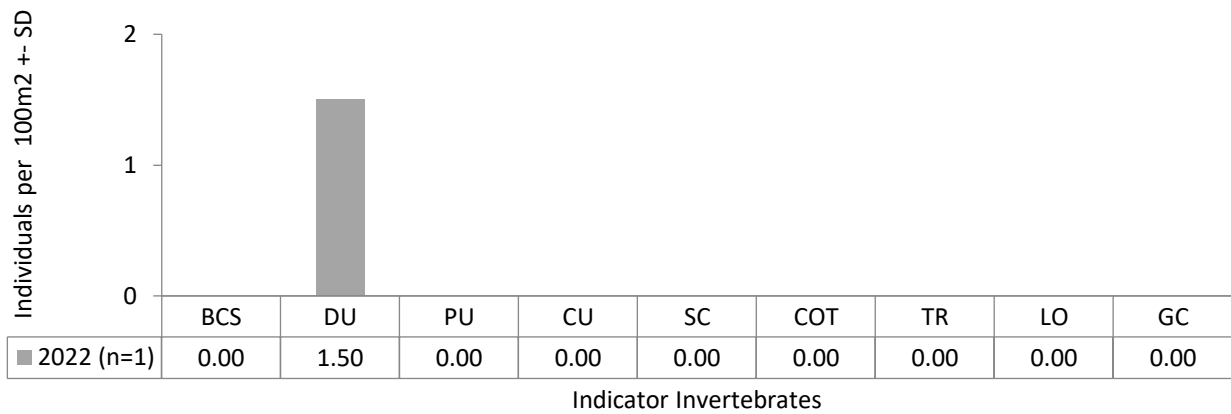 Individuals per 100m2 +- SD
2
1
0
BCS DU PU CU SC COT TR LO GC
2022 (n=1) 0.00 1.50 0.00 0.00 0.00 0.00 0.00 0.00 0.00
Indicator Invertebrates